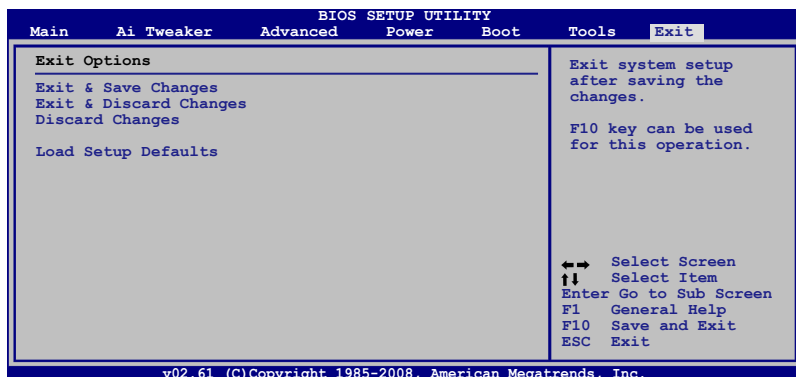 BIOS SETUP UTILITY
Main Ai Tweaker Advanced Power Boot Tools Exit
Exit Options
Exit & Save Changes
Exit & Discard Changes
Discard Changes
Load Setup Defaults
Exit system setup
after saving the
changes.
F10 key can be used
for this operation.
←→ Select Screen
↑↓ Select Item
Enter Go to Sub Screen
F1 General Help
F10 Save and Exit
ESC Exit
v02.61 (C)Copyright 1985-2008, American Megatrends, Inc.